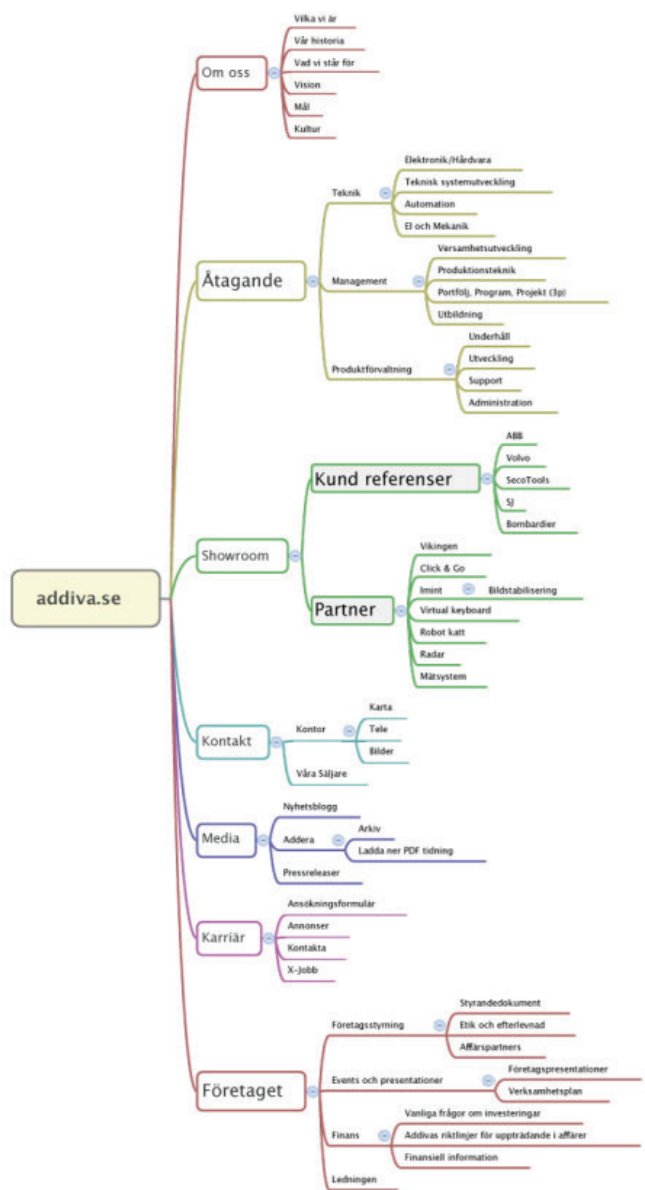 addiva.se
Om oss
Vilka vi är
Vår historia
Vad vi står för
Vision
Mål
Kultur
Åtagande
Teknik
Elektronik/Hårdvara
Teknisk systemutveckling
Automation
El och Mekanik
Management
Versamhetsutveckling
Produktionsteknik
Portfölj, Program, Projekt (3p)
Utbildning
Produktförvaltning
Underhåll
Utveckling
Support
Administration
Showroom
Kund referenser
ABB
Volvo
SecoTools
SJ
Bombardier
Partner
Vikingen
Click & Go
Imint
Bildstabilisering
Virtual keyboard
Robot katt
Radar
Mätsystem
Kontakt
Kontor
Karta
Tele
Bilder
Våra Säljare
Media
Nyhetsblogg
Addera
Arkiv
Ladda ner PDF tidning
Pressreleaser
Karriär
Ansökningsformulär
Annonser
Kontakta
X-Jobb
Företaget
Företagsstyrning
Styrandedokument
Etik och efterlevnad
Affärspartners
Events och presentationer
Företagspresentationer
Verksamhetsplan
Finans
Vanliga frågor om investeringar
Addivas riktlinjer för uppträdande i affärer
Finansiell information
Ledningen